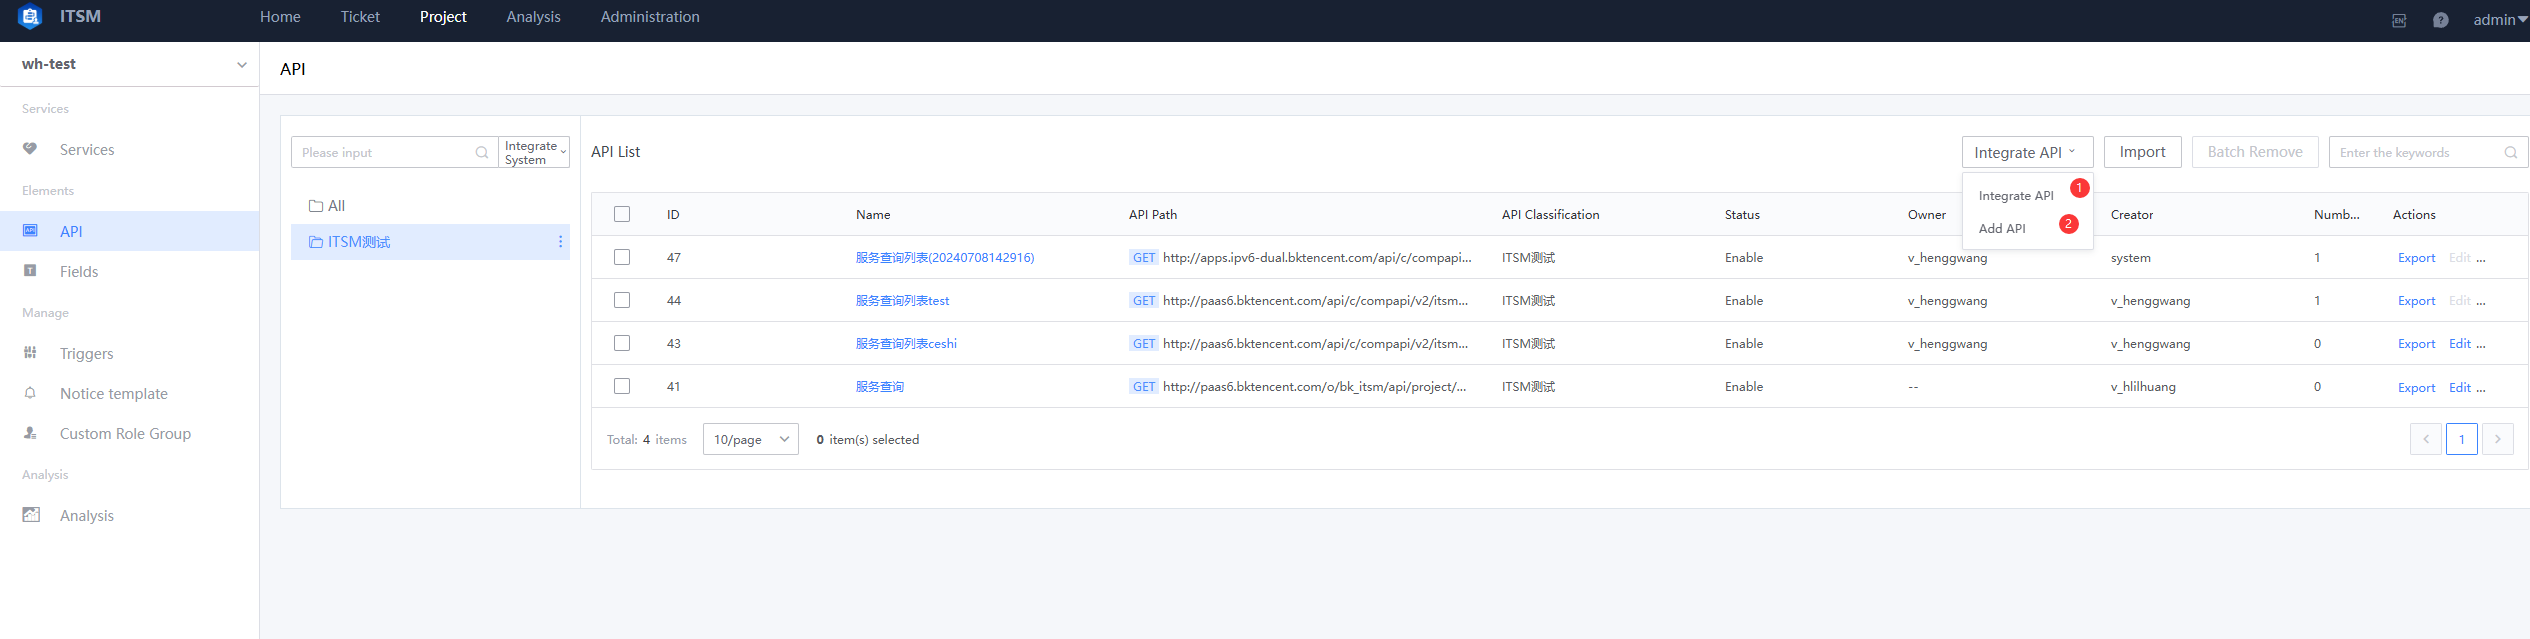 ITSM Home Ticket Project Analysis Administration EN ? admin
wh-test
API
Services
Services
Elements
API
Fields
Manage
Triggers
Notice template
Custom Role Group
Analysis
Analysis
Please input
Integrate
System
All
ITSM测试
API List
Integrate API Import Batch Remove Enter the keywords
Integrate API 1
Add API 2
ID Name API Path API Classification Status Owner Creator Numb... Actions
47 服务查询列表(20240708142916) GET http://apps.ipv6-dual.bktencent.com/api/c/compapi... ITSM测试 Enable v_henggwang system 1 Export Edit ...
44 服务查询列表test GET http://paas6.bktencent.com/api/c/compapi/v2/itsm... ITSM测试 Enable v_henggwang v_henggwang 1 Export Edit ...
43 服务查询列表ceshi GET http://paas6.bktencent.com/api/c/compapi/v2/itsm... ITSM测试 Enable v_henggwang v_henggwang 0 Export Edit ...
41 服务查询 GET http://paas6.bktencent.com/o/bk_itsm/api/project/... ITSM测试 Enable -- v_hlilhuang 0 Export Edit ...
Total: 4 items 10/page 0 item(s) selected 1